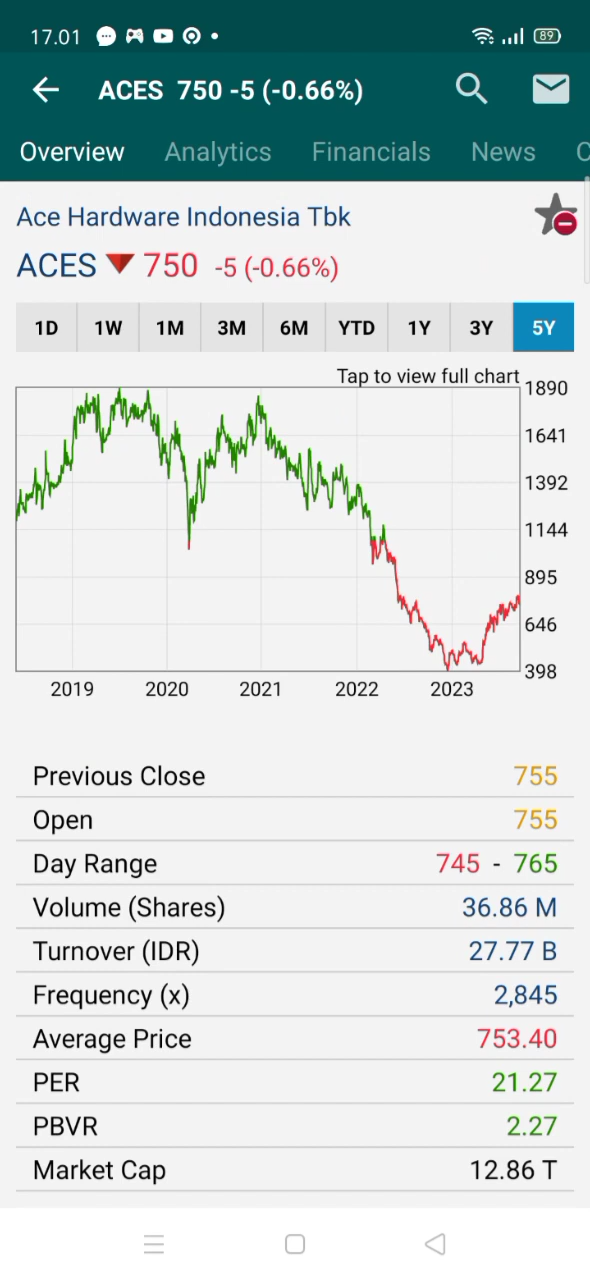 17.01 89
ACES 750 -5 (-0.66%)
Overview Analytics Financials News C
Ace Hardware Indonesia Tbk
ACES 750 -5 (-0.66%)
1D 1W 1M 3M 6M YTD 1Y 3Y 5Y
Tap to view full chart
1890
1641
1392
1144
895
646
398
2019 2020 2021 2022 2023
Previous Close 755
Open 755
Day Range 745 - 765
Volume (Shares) 36.86 M
Turnover (IDR) 27.77 B
Frequency (x) 2,845
Average Price 753.40
PER 21.27
PBVR 2.27
Market Cap 12.86 T